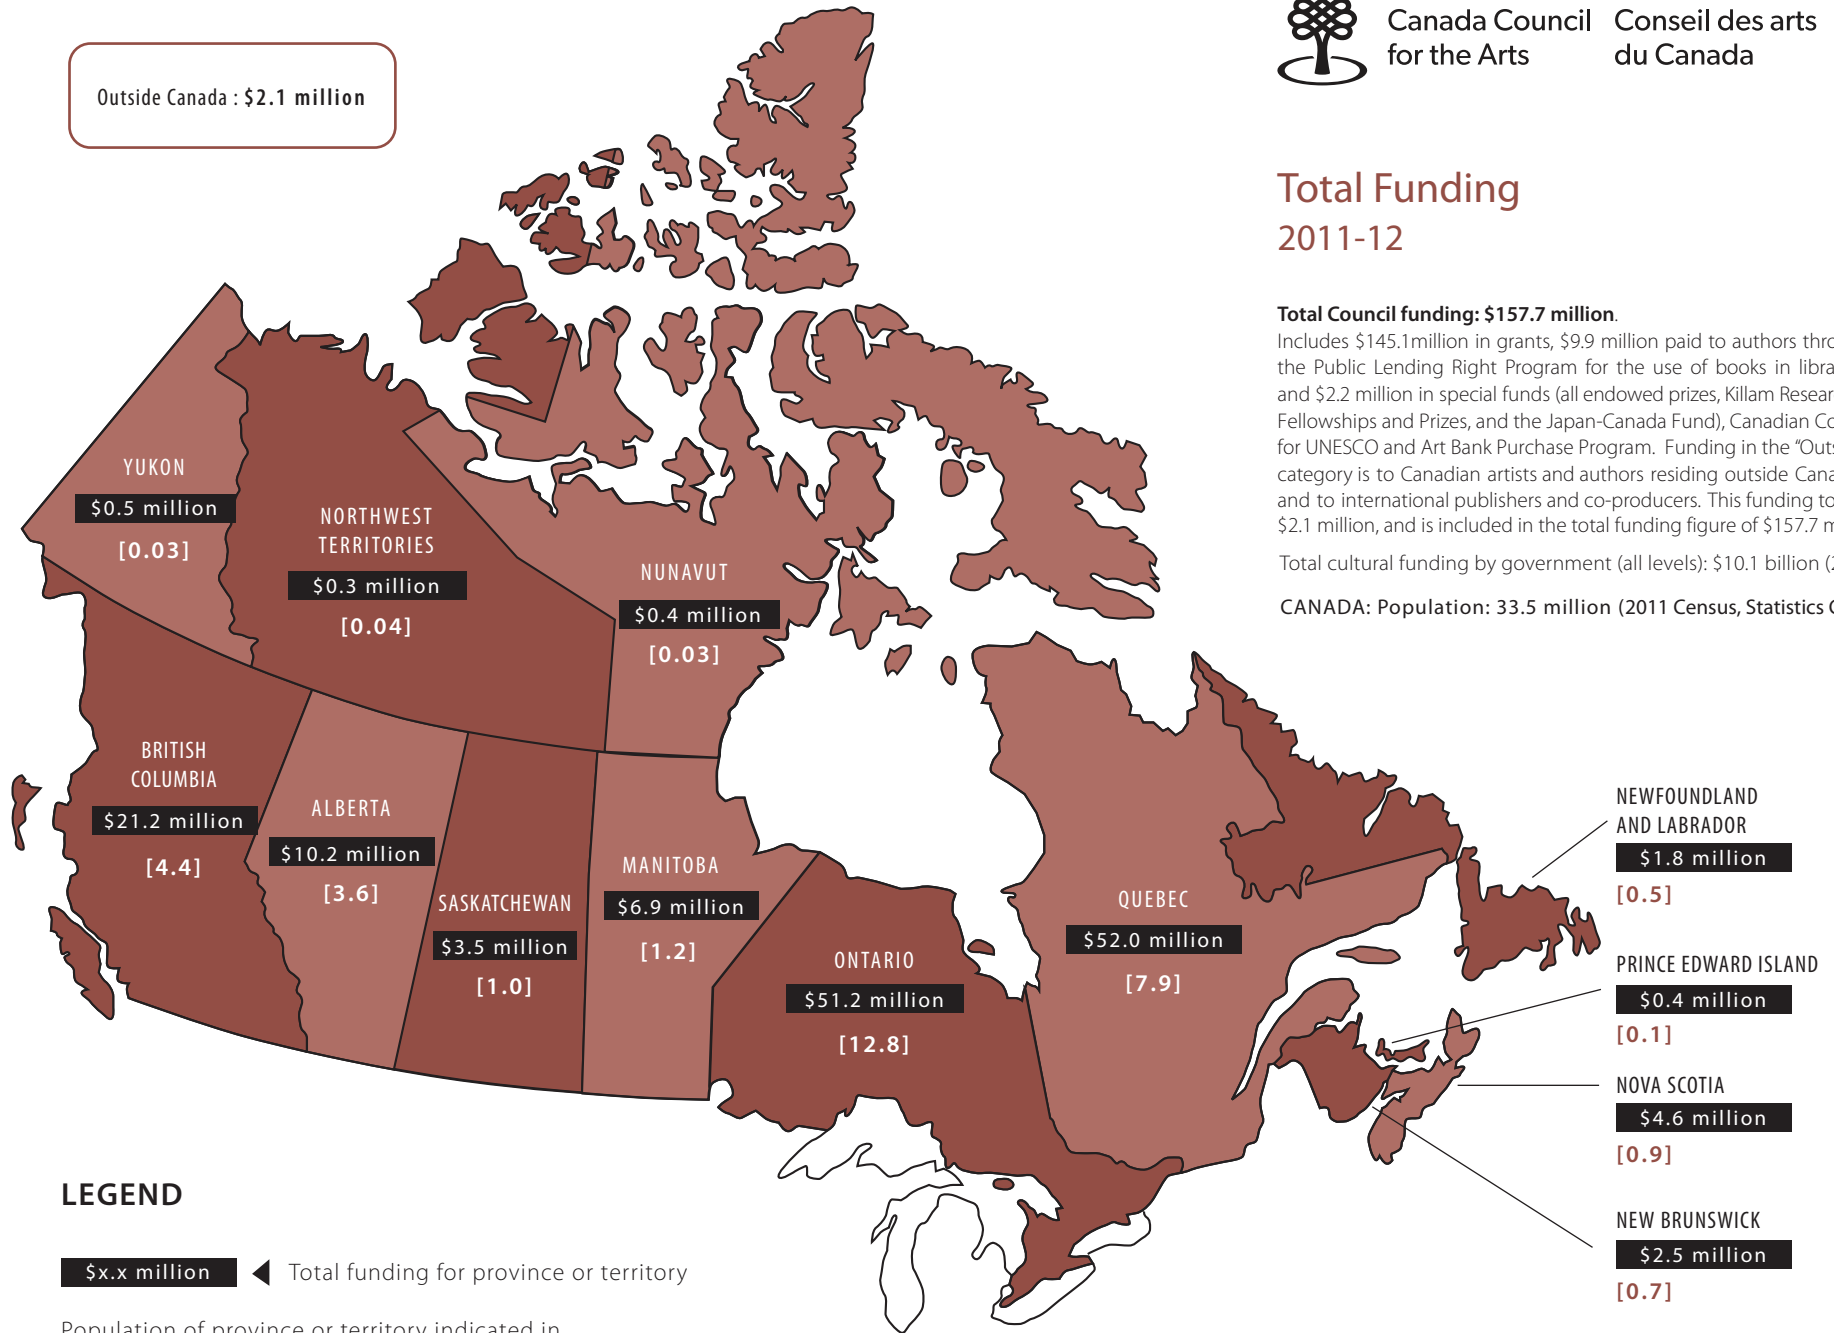 Outside Canada : $2.1 million
Canada Council
for the Arts
Conseil des arts
du Canada
Total Funding
2011-12
Total Council funding: $157.7 million.
Includes $145.1million in grants, $9.9 million paid to authors
the Public Lending Right Program for the use of books in
and $2.2 million in special funds (all endowed prizes, Killam
Fellowships and Prizes, and the Japan-Canada Fund), Canadian
for UNESCO and Art Bank Purchase Program. Funding in the
category is to Canadian artists and authors residing outside
and to international publishers and co-producers. This funding
$2.1 million, and is included in the total funding figure of $157.7
Total cultural funding by government (all levels): $10.1 billion
CANADA: Population: 33.5 million (2011 Census, Statistics
YUKON
$0.5 million
[0.03]
NORTHWEST
TERRITORIES
$0.3 million
[0.04]
NUNAVUT
$0.4 million
[0.03]
BRITISH
COLUMBIA
$21.2 million
[4.4]
ALBERTA
$10.2 million
[3.6]
SASKATCHEWAN
$3.5 million
[1.0]
MANITOBA
$6.9 million
[1.2]
ONTARIO
$51.2 million
[12.8]
QUEBEC
$52.0 million
[7.9]
NEWFOUNDLAND
AND LABRADOR
$1.8 million
[0.5]
PRINCE EDWARD ISLAND
$0.4 million
[0.1]
NOVA SCOTIA
$4.6 million
[0.9]
NEW BRUNSWICK
$2.5 million
[0.7]
LEGEND
$x.x million
Total funding for province or territory
Population of province or territory indicated in